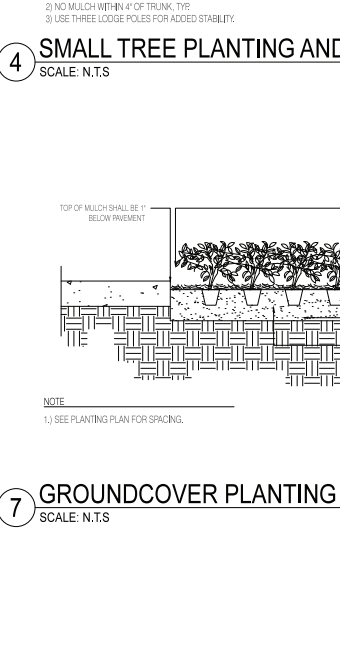 2) NO MULCH WITHIN 4" OF TRUNK, TYP.
3) USE THREE LODGE POLES FOR ADDED STABILITY.
4
SMALL TREE PLANTING AND
SCALE: N.T.S
TOP OF MULCH SHALL BE 1"
BELOW PAVEMENT
NOTE
1.) SEE PLANTING PLAN FOR SPACING.
7
GROUNDCOVER PLANTING
SCALE: N.T.S